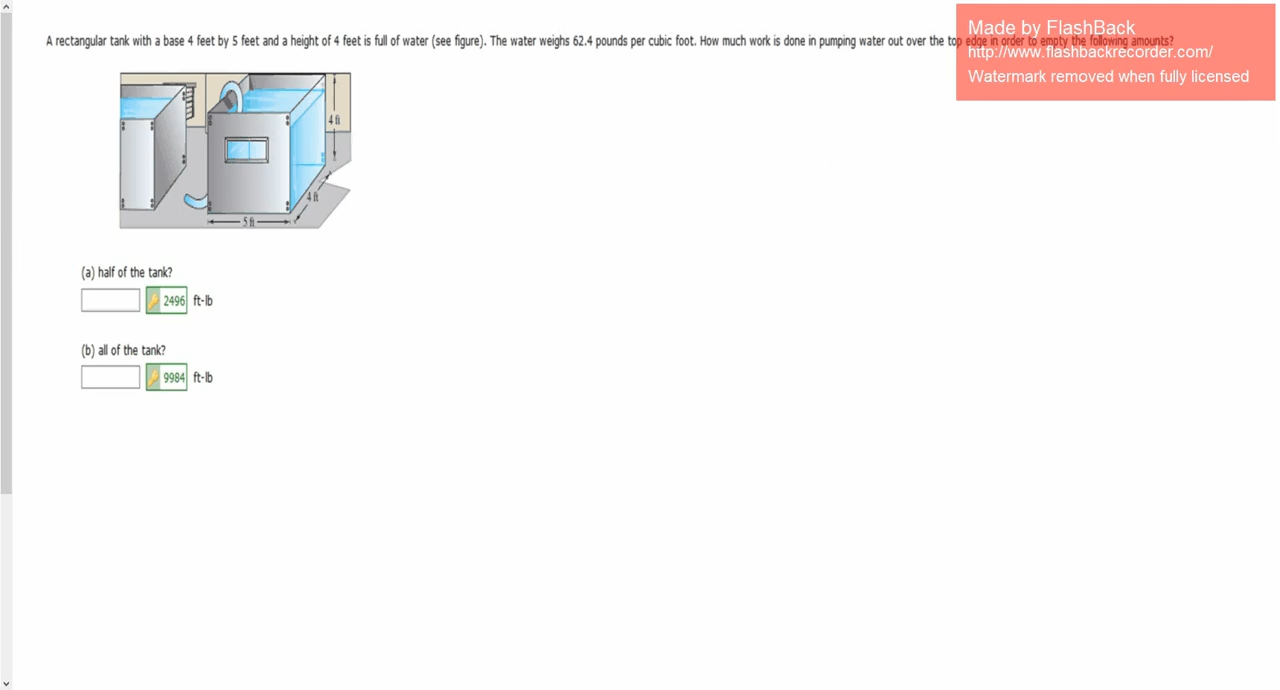 Made by FlashBack
http://www.flashbackrecorder.com/
Watermark removed when fully licensed
A rectangular tank with a base 4 feet by 5 feet and a height of 4 feet is full of water (see figure). The water weighs 62.4 pounds per cubic foot. How much work is done in pumping water out over the top edge in order to empty the following amounts?
4 ft
4 ft
5 ft
(a) half of the tank?
2496 ft-lb
(b) all of the tank?
9984 ft-lb